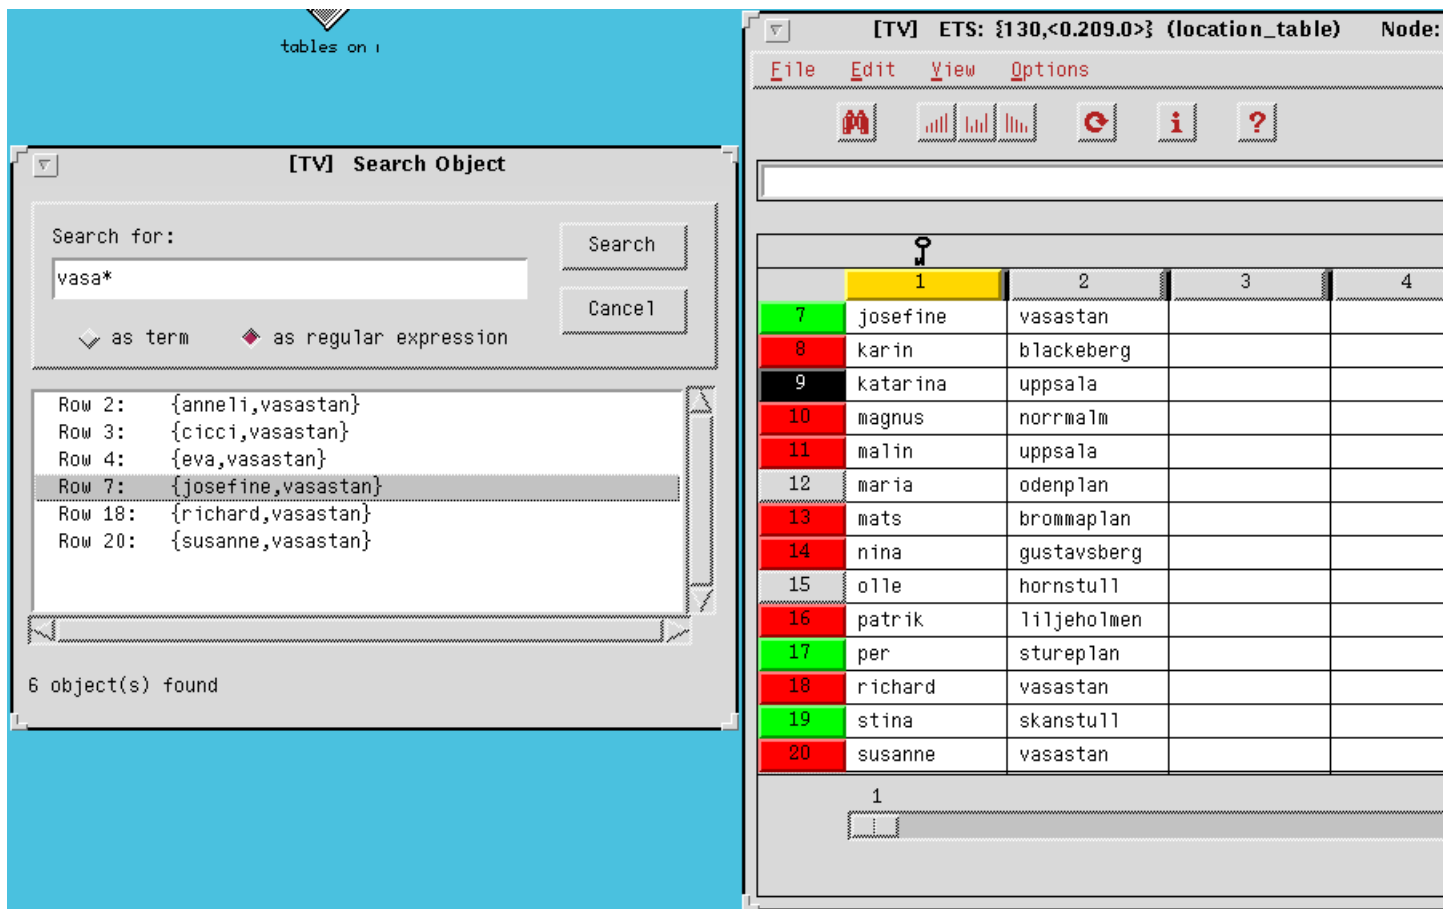 tables on
[TV] Search Object
Search for:
vasa*
Search
Cancel
as term
as regular expression
Row 2: {anneli,vasastan}
Row 3: {cicci,vasastan}
Row 4: {eva,vasastan}
Row 7: {josefine,vasastan}
Row 18: {richard,vasastan}
Row 20: {susanne,vasastan}
6 object(s) found
[TV] ETS: {130,<0.209.0>} (location_table) Node:
File Edit View Options
1 2 3 4
7 josefine vasastan
8 karin blackeberg
9 katarina uppsala
10 magnus norrmalm
11 malin uppsala
12 maria odenplan
13 mats brommaplan
14 nina gustavsberg
15 olle hornstull
16 patrik liljeholmen
17 per stureplan
18 richard vasastan
19 stina skanstull
20 susanne vasastan
1